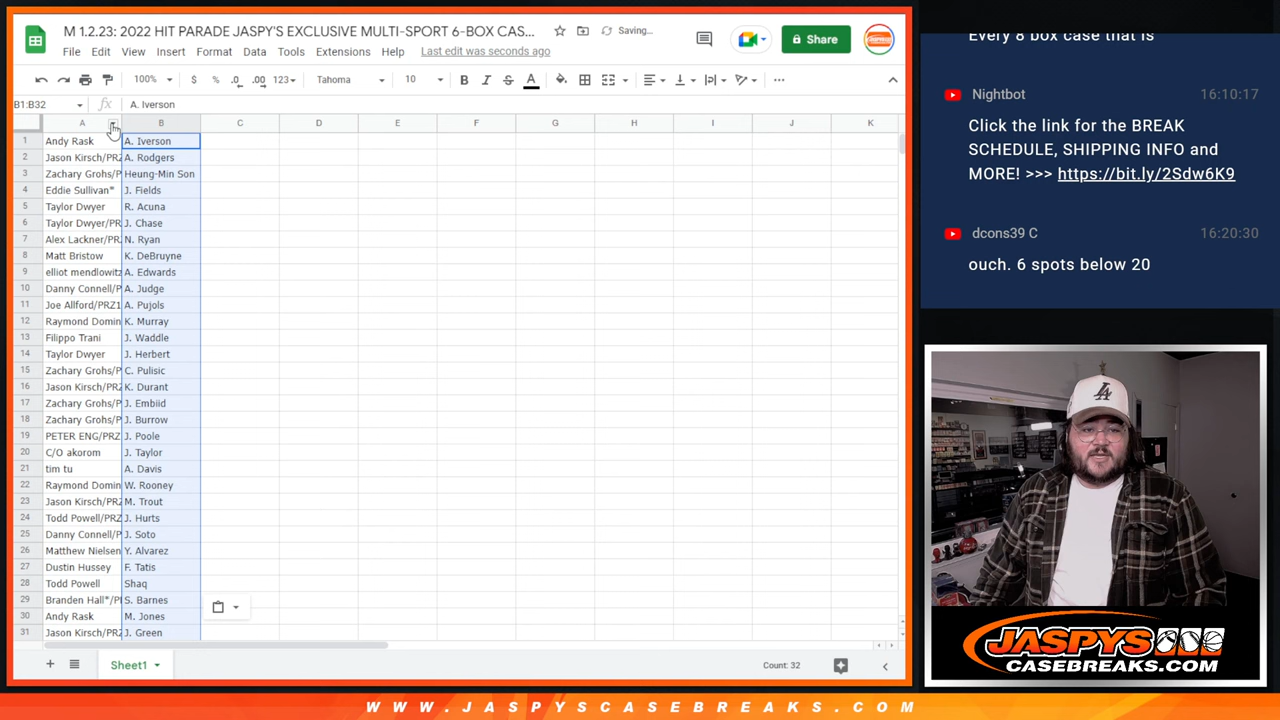 M 1.2.23: 2022 HIT PARADE JASPY'S EXCLUSIVE MULTI-SPORT 6-BOX CAS...
Saving...
Share
File Edit View Insert Format Data Tools Extensions Help Last edit was seconds ago
100% $ % .0 .00 123 Tahoma 10 B I S A
B1:B32 fx A. Iverson
A B C D E F G H I J K
1 Andy Rask A. Iverson
2 Jason Kirsch/PRZ A. Rodgers
3 Zachary Grohs/P Heung-Min Son
4 Eddie Sullivan* J. Fields
5 Taylor Dwyer R. Acuna
6 Taylor Dwyer/PR J. Chase
7 Alex Lackner/PR N. Ryan
8 Matt Bristow K. DeBruyne
9 elliot mendlowitz A. Edwards
10 Danny Connell/P A. Judge
11 Joe Allford/PRZ1 A. Pujols
12 Raymond Domin K. Murray
13 Filippo Trani J. Waddle
14 Taylor Dwyer J. Herbert
15 Zachary Grohs/P C. Pulisic
16 Jason Kirsch/PRZ K. Durant
17 Zachary Grohs/P J. Embiid
18 Zachary Grohs/P J. Burrow
19 PETER ENG/PRZ J. Poole
20 C/O akorom J. Taylor
21 tim tu A. Davis
22 Raymond Domin W. Rooney
23 Jason Kirsch/PRZ M. Trout
24 Todd Powell/PRZ J. Hurts
25 Danny Connell/P J. Soto
26 Matthew Nielsen Y. Alvarez
27 Dustin Hussey F. Tatis
28 Todd Powell Shaq
29 Branden Hall*/P S. Barnes
30 Andy Rask M. Jones
31 Jason Kirsch/PRZ J. Green
Sheet1
Count: 32
Every 8 box case that is
Nightbot 16:10:17
Click the link for the BREAK
SCHEDULE, SHIPPING INFO and
MORE! >>> https://bit.ly/2Sdw6K9
dcons39 C 16:20:30
ouch. 6 spots below 20
JASPYS
CASEBREAKS.COM
WWW.JASPYSCASEBREAKS.COM